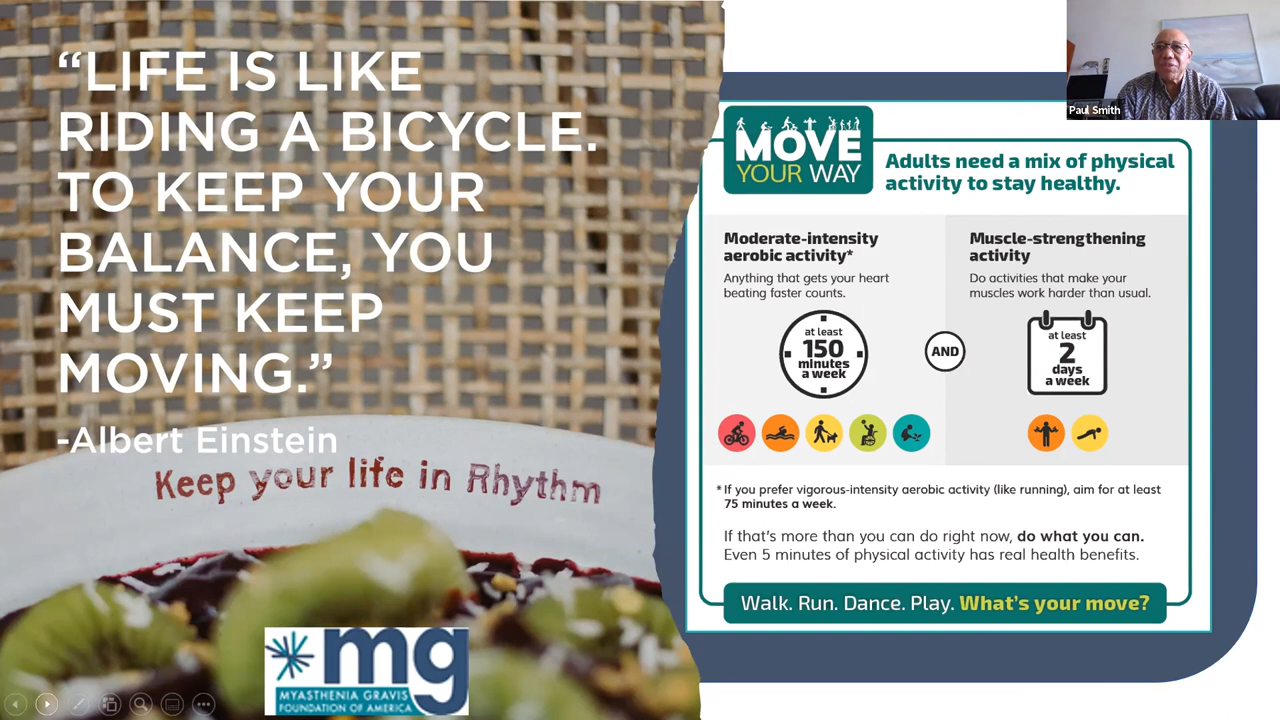 “LIFE IS LIKE
RIDING A BICYCLE.
TO KEEP YOUR
BALANCE, YOU
MUST KEEP
MOVING.”
-Albert Einstein
Keep your life in Rhythm
mg
MYASTHENIA GRAVIS
FOUNDATION OF AMERICA
Paul Smith
MOVE
YOUR WAY
Adults need a mix of physical
activity to stay healthy.
Moderate-intensity
aerobic activity*
Anything that gets your heart
beating faster counts.
at least
150
minutes
a week
AND
Muscle-strengthening
activity
Do activities that make your
muscles work harder than usual.
at least
2
days
a week
* If you prefer vigorous-intensity aerobic activity (like running), aim for at least
75 minutes a week.
If that’s more than you can do right now, do what you can.
Even 5 minutes of physical activity has real health benefits.
Walk. Run. Dance. Play. What’s your move?